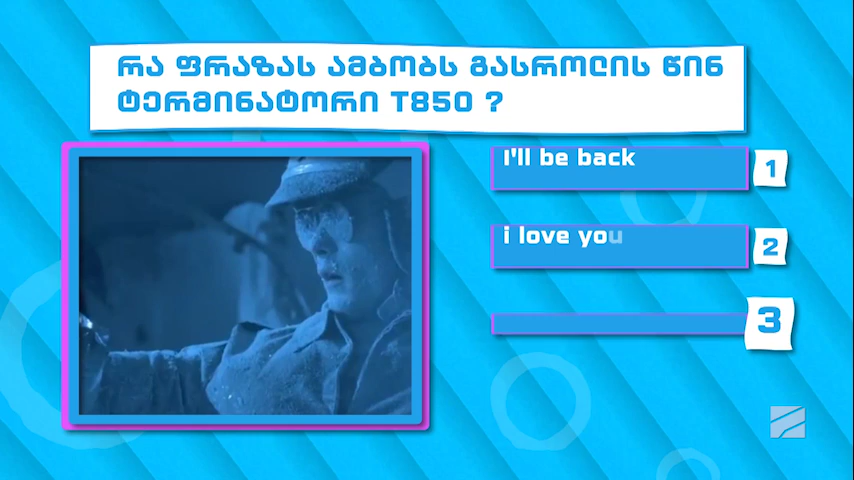 რა ფრაზას ამბობს გასროლის წინ
ტერმინატორი T850 ?
I'll be back
1
i love you
2
3